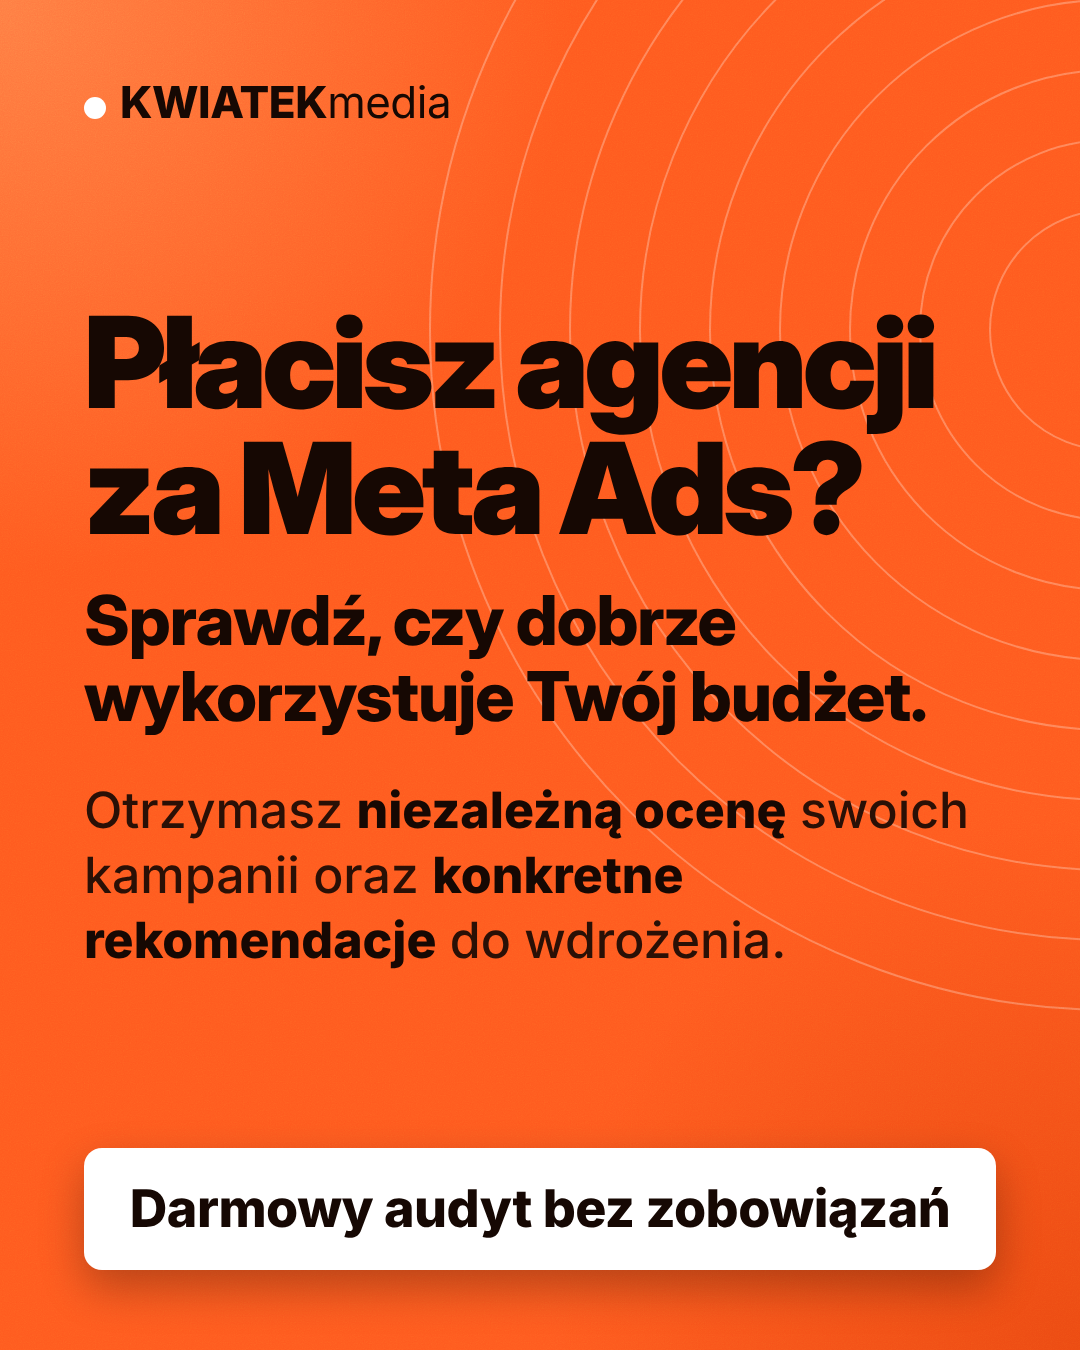 KWIATEKmedia
Płacisz agencji
za Meta Ads?
Sprawdź, czy dobrze
wykorzystuje Twój budżet.
Otrzymasz niezależną ocenę swoich
kampanii oraz konkretne
rekomendacje do wdrożenia.
Darmowy audyt bez zobowiązań